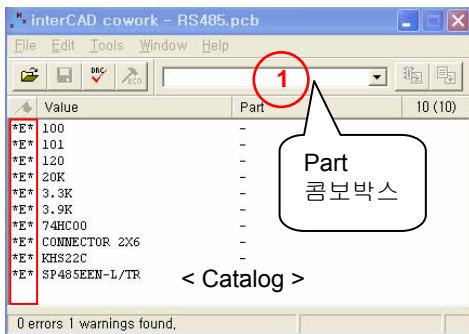 interCAD cowork - RS485.pcb
File Edit Tools Window Help
DRC ECO 1
Value Part 10 (10)
*E* 100 -
*E* 101 -
*E* 120 -
*E* 20K -
*E* 3.3K -
*E* 3.9K -
*E* 74HC00 -
*E* CONNECTOR 2X6 -
*E* KHS22C -
*E* SP485EEN-L/TR
Part
콤보박스
< Catalog >
0 errors 1 warnings found,